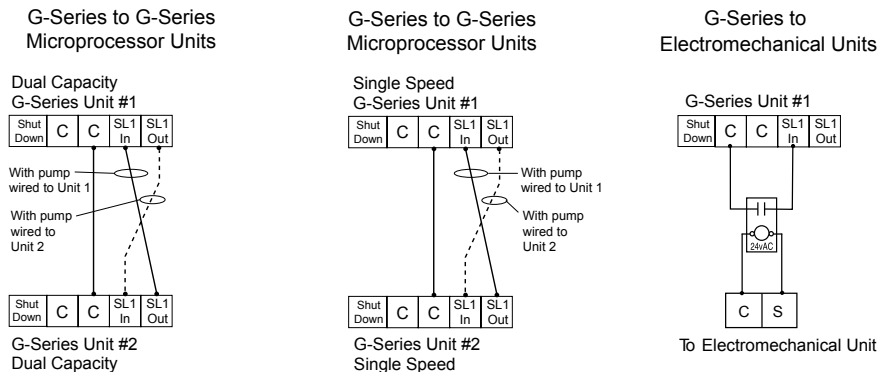 G-Series to G-Series
Microprocessor Units
Dual Capacity
G-Series Unit #1
Shut
Down
C
C
SL1
In
SL1
Out
With pump
wired to Unit 1
With pump
wired to
Unit 2
Shut
Down
C
C
SL1
In
SL1
Out
G-Series Unit #2
Dual Capacity
G-Series to G-Series
Microprocessor Units
Single Speed
G-Series Unit #1
Shut
Down
C
C
SL1
In
SL1
Out
With pump
wired to Unit 1
With pump
wired to
Unit 2
Shut
Down
C
C
SL1
In
SL1
Out
G-Series Unit #2
Single Speed
G-Series to
Electromechanical Units
G-Series Unit #1
Shut
Down
C
C
SL1
In
SL1
Out
24vAC
C
S
To Electromechanical Unit